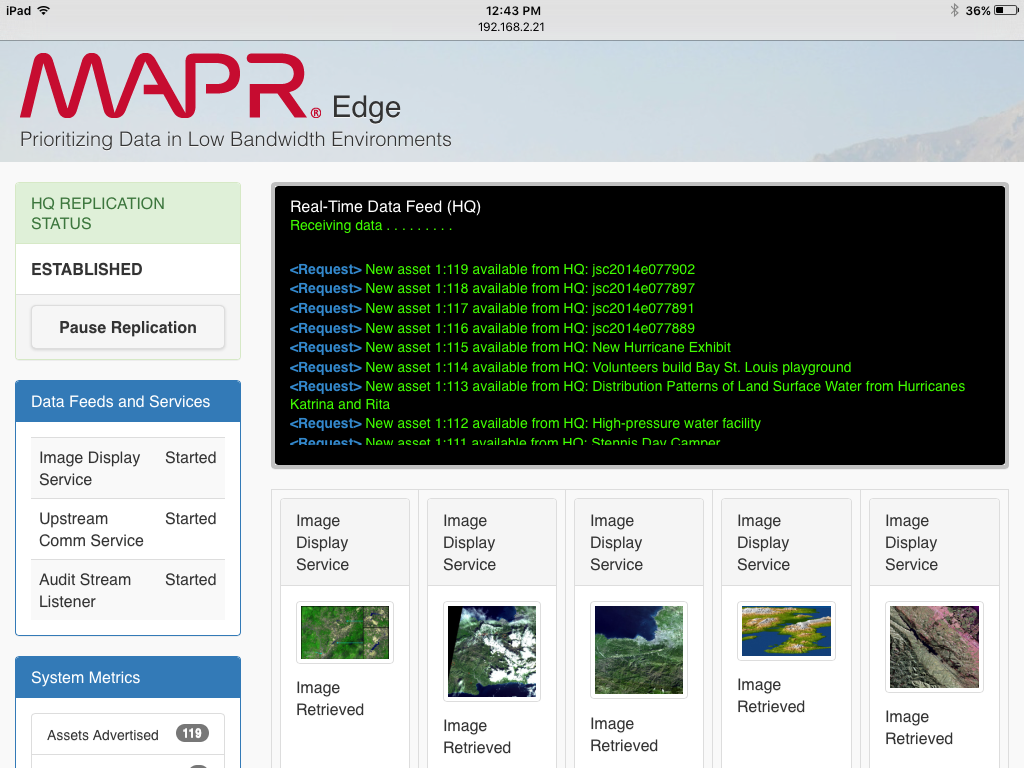 iPad
12:43 PM
36%
192.168.2.21
MAPR® Edge
Prioritizing Data in Low Bandwidth Environments
HQ REPLICATION
STATUS
ESTABLISHED
Pause Replication
Data Feeds and Services
Image Display Started
Service
Upstream Started
Comm Service
Audit Stream Started
Listener
System Metrics
Assets Advertised 119
Real-Time Data Feed (HQ)
Receiving data . . . . . . . . .
<Request> New asset 1:119 available from HQ: jsc2014e077902
<Request> New asset 1:118 available from HQ: jsc2014e077897
<Request> New asset 1:117 available from HQ: jsc2014e077891
<Request> New asset 1:116 available from HQ: jsc2014e077889
<Request> New asset 1:115 available from HQ: New Hurricane Exhibit
<Request> New asset 1:114 available from HQ: Volunteers build Bay St. Louis playground
<Request> New asset 1:113 available from HQ: Distribution Patterns of Land Surface Water from Hurricanes
Katrina and Rita
<Request> New asset 1:112 available from HQ: High-pressure water facility
<Request> New asset 1:111 available from HQ: Stennis Day Camper
Image
Display
Service
Image
Retrieved
Image
Display
Service
Image
Retrieved
Image
Display
Service
Image
Retrieved
Image
Display
Service
Image
Retrieved
Image
Display
Service
Image
Retrieved